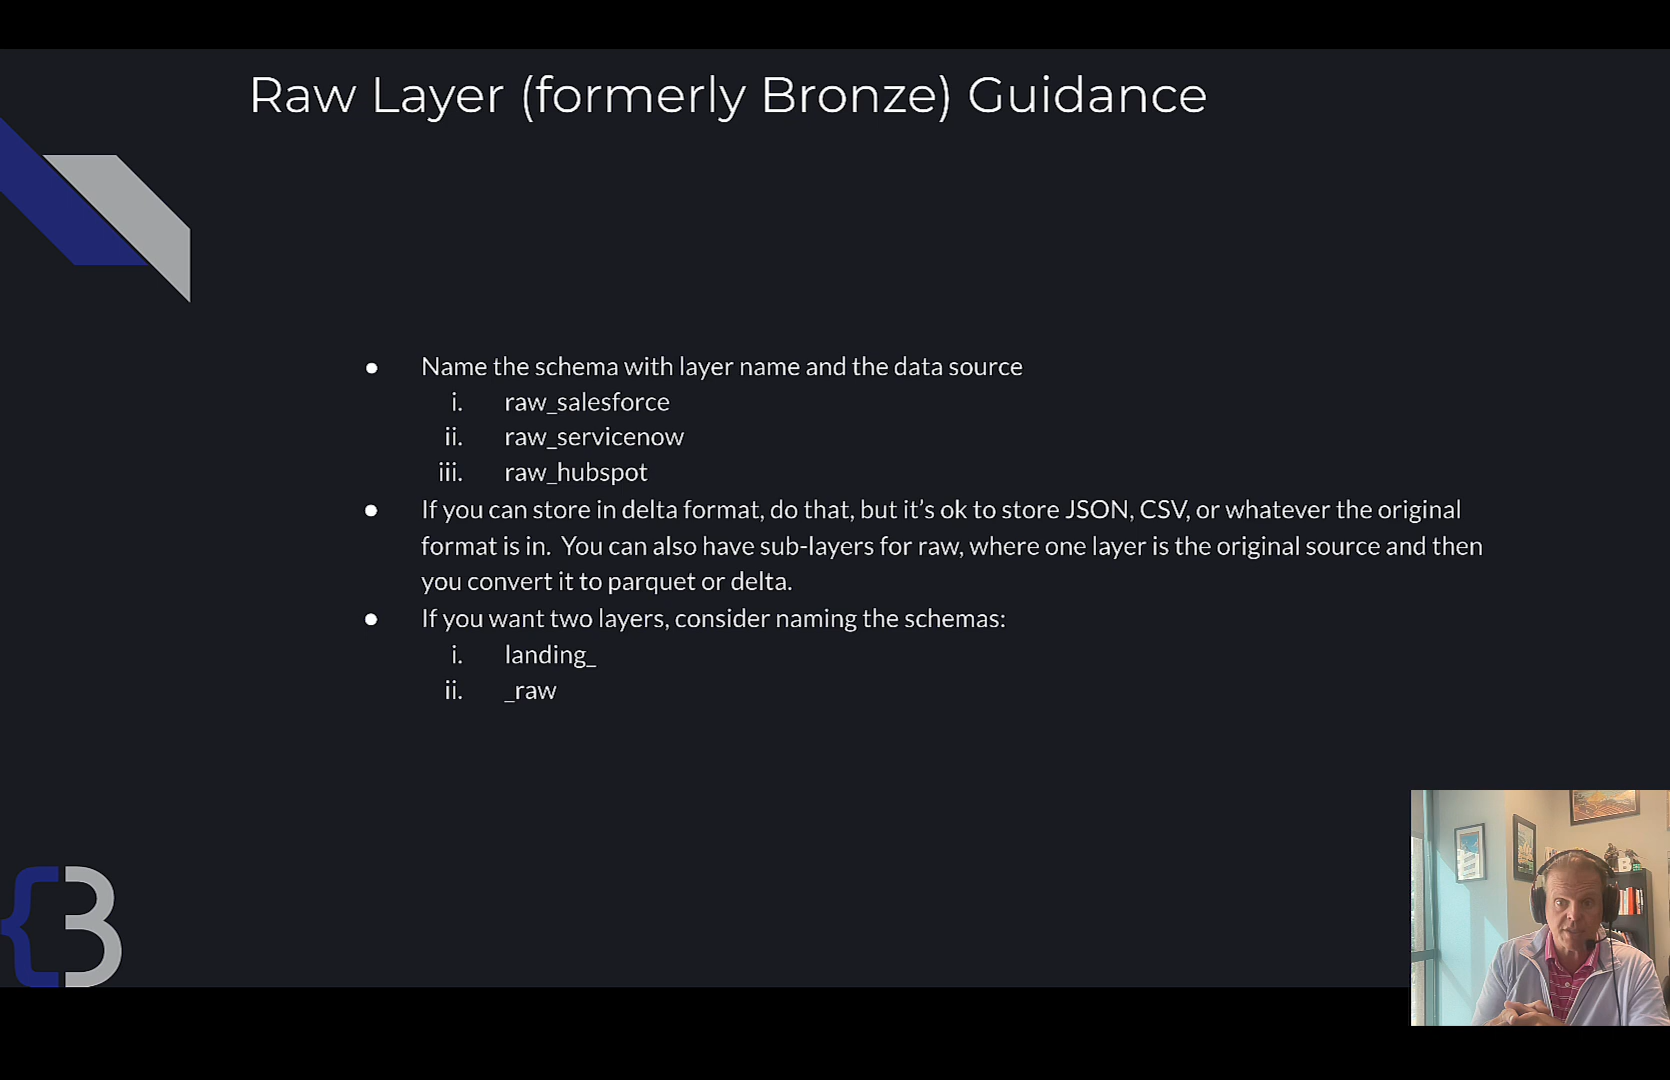 Raw Layer (formerly Bronze) Guidance
● Name the schema with layer name and the data source
i. raw_salesforce
ii. raw_servicenow
iii. raw_hubspot
● If you can store in delta format, do that, but it’s ok to store JSON, CSV, or whatever the original
format is in. You can also have sub-layers for raw, where one layer is the original source and then
you convert it to parquet or delta.
● If you want two layers, consider naming the schemas:
i. landing_
ii. _raw
{3
B